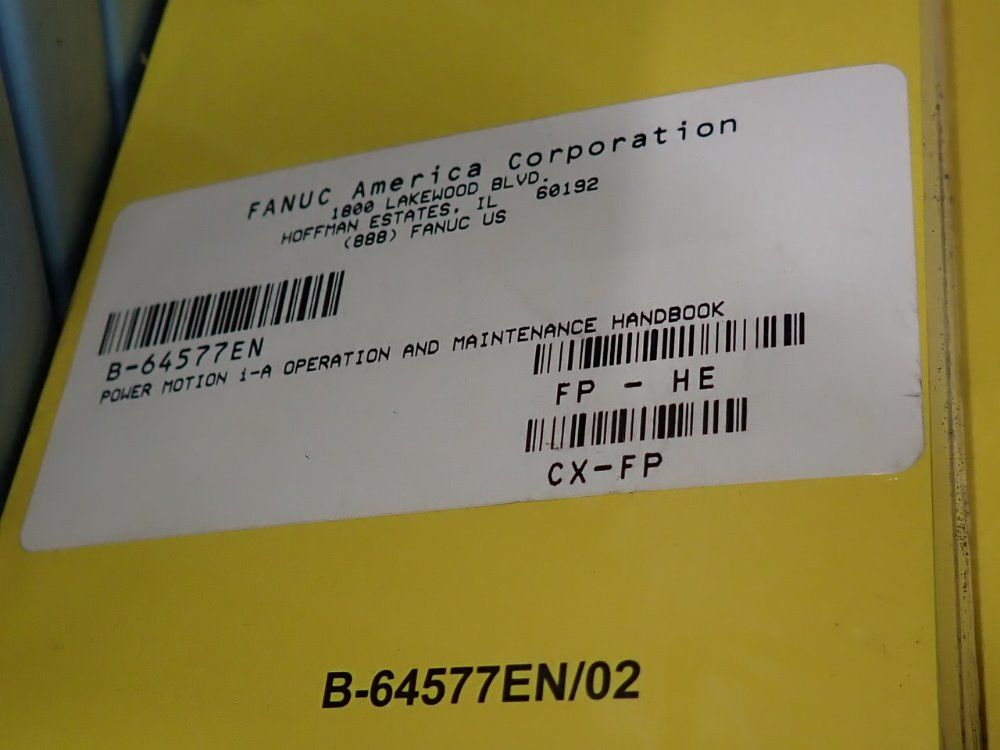 FANUC America Corporation
1800 LAKEWOOD BLVD.
HOFFMAN ESTATES, IL 60192
(888) FANUC US
B-64577EN
POWER MOTION i-A OPERATION AND MAINTENANCE HANDBOOK
FP - HE
CX-FP
B-64577EN/02